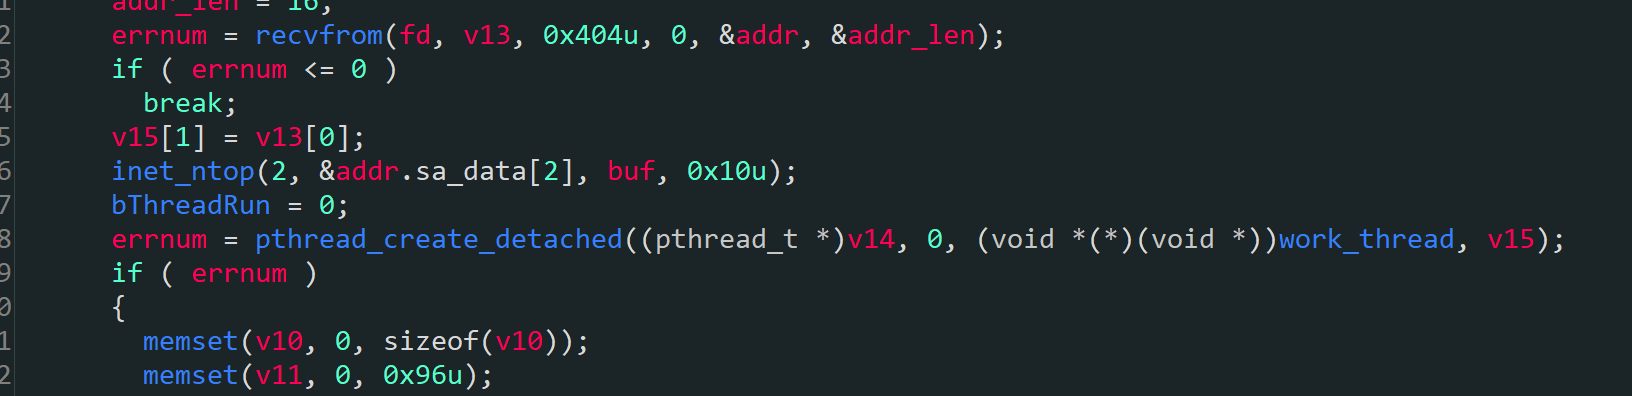 1 addr_len = 16;
2 errnum = recvfrom(fd, v13, 0x404u, 0, &addr, &addr_len);
3 if ( errnum <= 0 )
4 break;
5 v15[1] = v13[0];
6 inet_ntop(2, &addr.sa_data[2], buf, 0x10u);
7 bThreadRun = 0;
8 errnum = pthread_create_detached((pthread_t *)v14, 0, (void *(*)(void *))work_thread, v15);
9 if ( errnum )
0 {
1 memset(v10, 0, sizeof(v10));
2 memset(v11, 0, 0x96u);